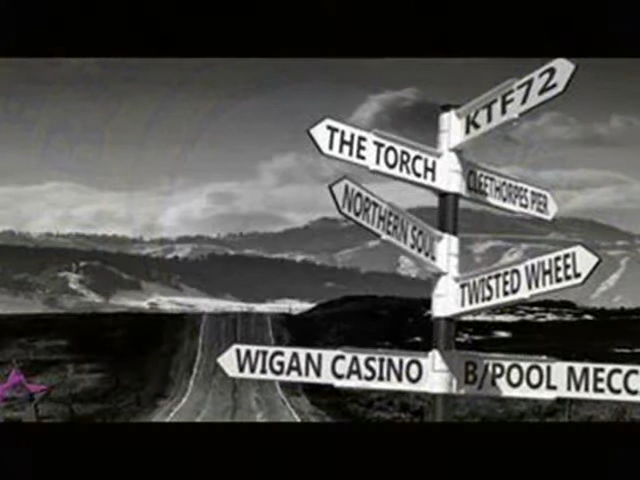 KTF72
THE TORCH
CLEETHORPES PIER
NORTHERN SOUL
TWISTED WHEEL
WIGAN CASINO
B/POOL MECC